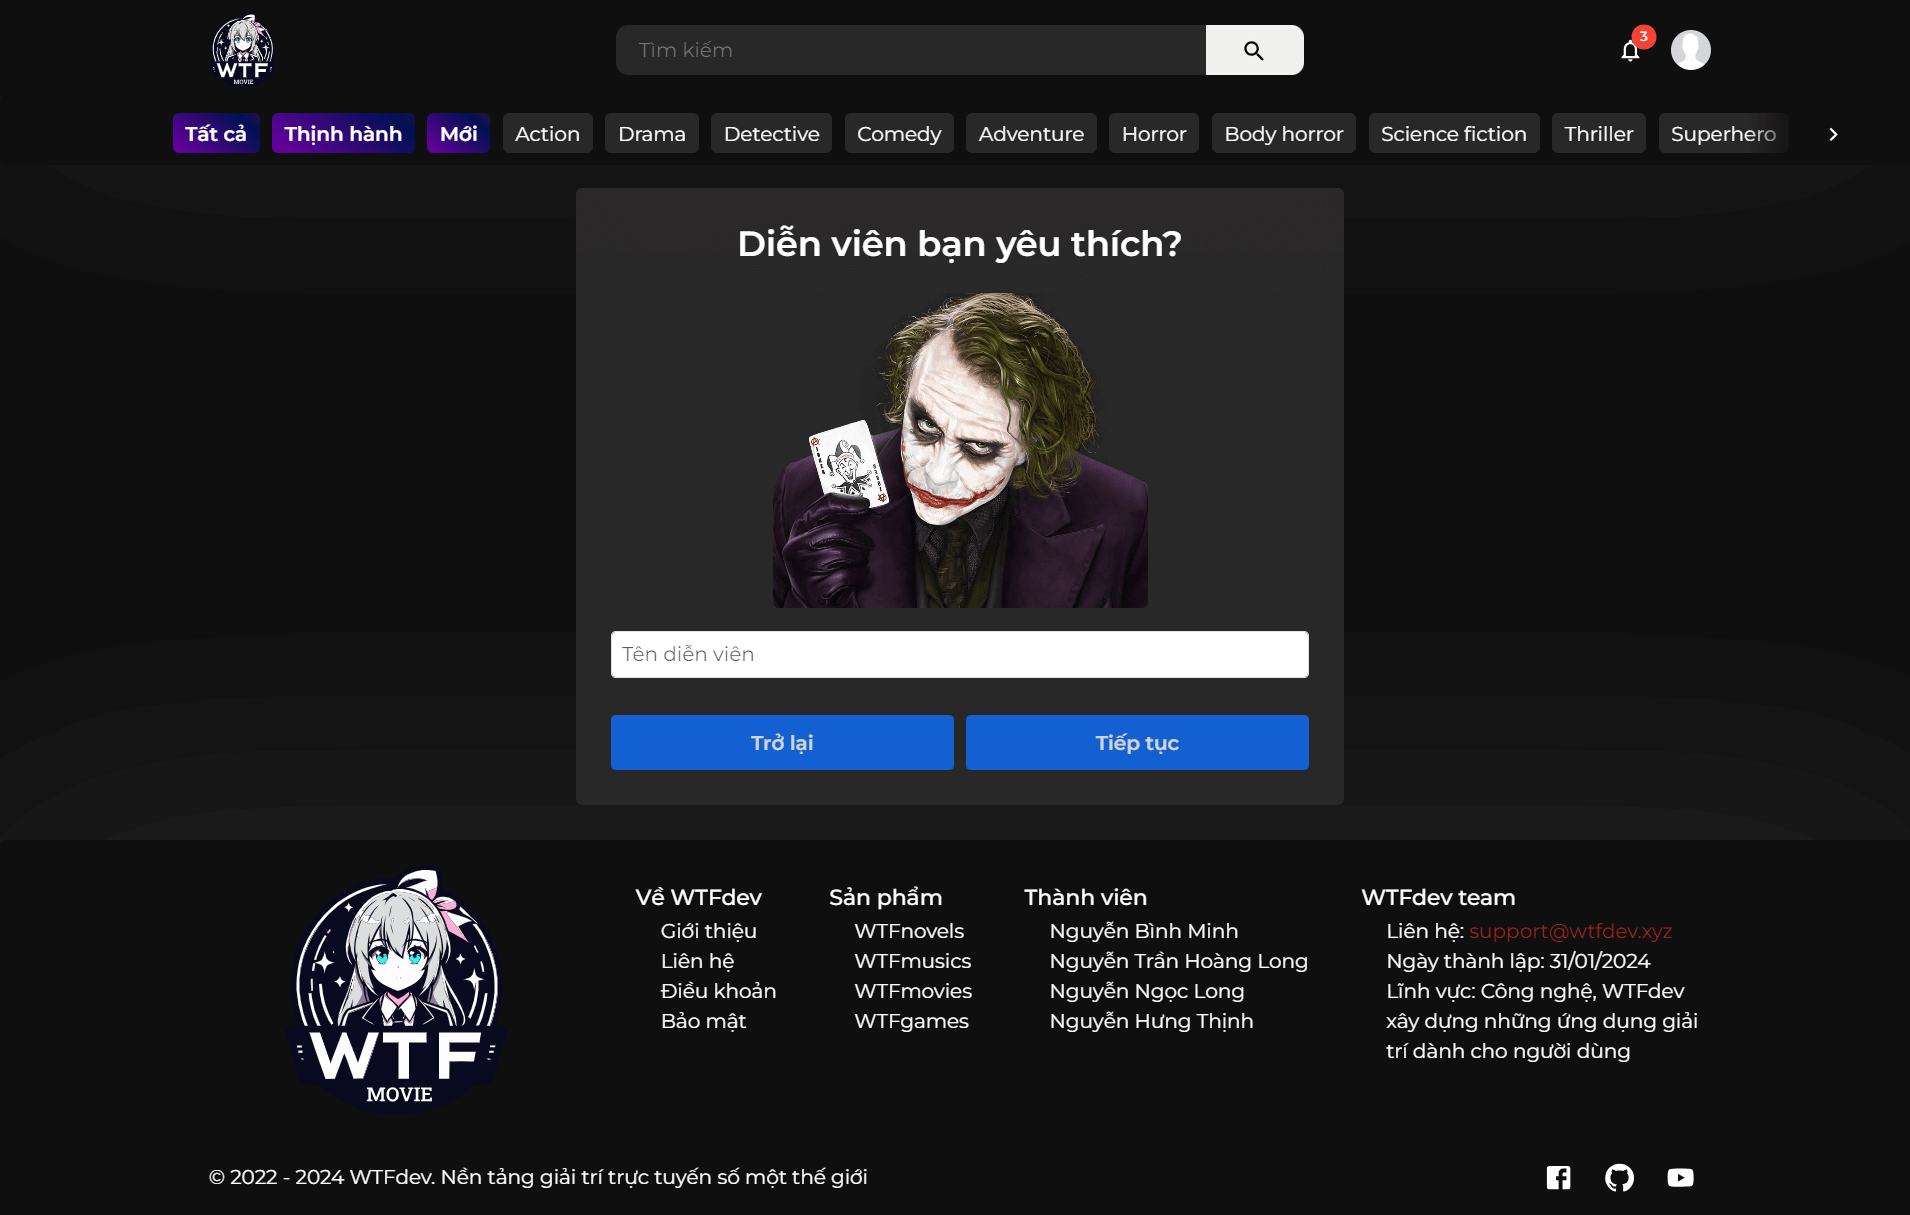 WTF
MOVIE
Tìm kiếm
3
Tất cả
Thịnh hành
Mới
Action
Drama
Detective
Comedy
Adventure
Horror
Body horror
Science fiction
Thriller
Superhero
Diễn viên bạn yêu thích?
JOKER
JOKER
Tên diễn viên
Trở lại
Tiếp tục
WTF
MOVIE
Về WTFdev
Giới thiệu
Liên hệ
Điều khoản
Bảo mật
Sản phẩm
WTFnovels
WTFmusics
WTFmovies
WTFgames
Thành viên
Nguyễn Bình Minh
Nguyễn Trần Hoàng Long
Nguyễn Ngọc Long
Nguyễn Hưng Thịnh
WTFdev team
Liên hệ: support@wtfdev.xyz
Ngày thành lập: 31/01/2024
Lĩnh vực: Công nghệ, WTFdev
xây dựng những ứng dụng giải
trí dành cho người dùng
© 2022 - 2024 WTFdev. Nền tảng giải trí trực tuyến số một thế giới